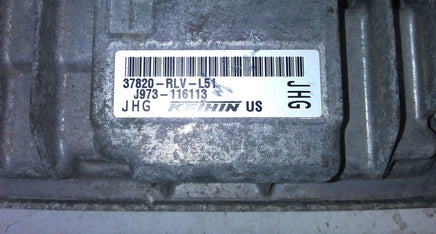 37820-RLV-L51
J973-116113
JHG KEIHIN US
JHG